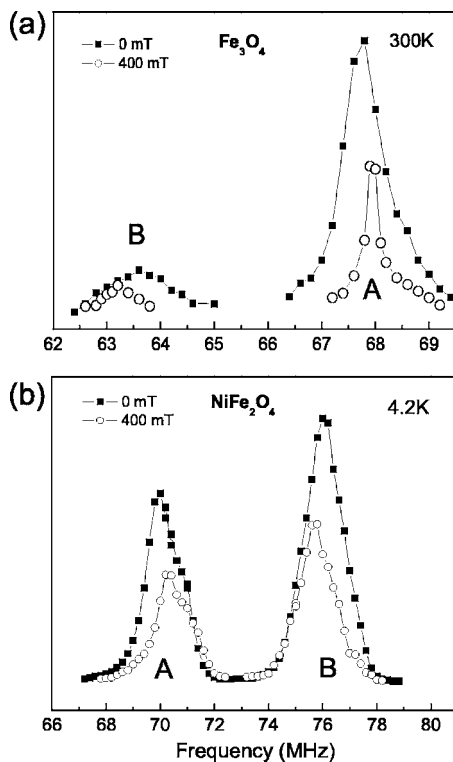 (a)
0 mT
400 mT
Fe₃O₄
300K
B
A
62 63 64 65 67 68 69
(b)
0 mT
400 mT
NiFe₂O₄
4.2K
A
B
66 68 70 72 74 76 78 80
Frequency (MHz)